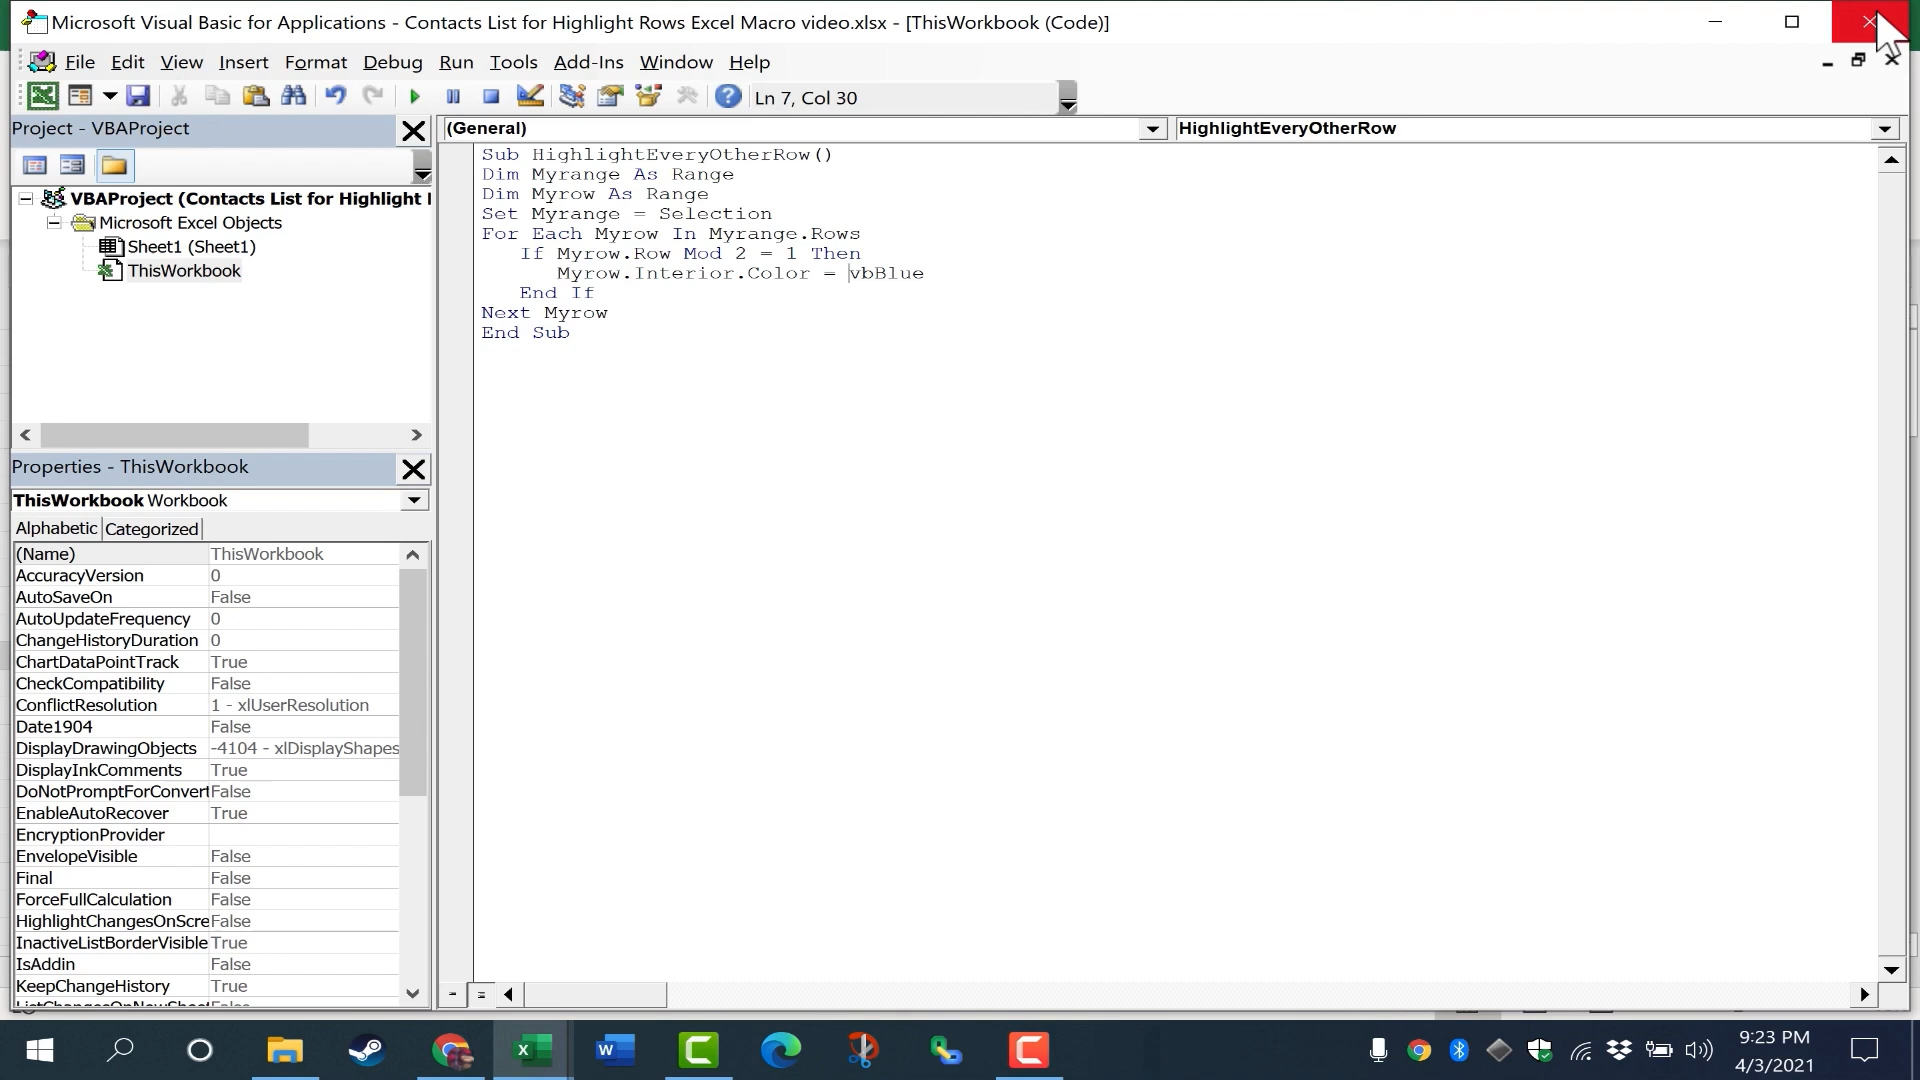 Microsoft Visual Basic for Applications - Contacts List for Highlight Rows Excel Macro video.xlsx - [ThisWorkbook (Code)]
File Edit View Insert Format Debug Run Tools Add-Ins Window Help
Ln 7, Col 30
Project - VBAProject
(General)
HighlightEveryOtherRow
VBAProject (Contacts List for Highlight
Microsoft Excel Objects
Sheet1 (Sheet1)
ThisWorkbook
Sub HighlightEveryOtherRow()
Dim Myrange As Range
Dim Myrow As Range
Set Myrange = Selection
For Each Myrow In Myrange.Rows
If Myrow.Row Mod 2 = 1 Then
Myrow.Interior.Color = vbBlue
End If
Next Myrow
End Sub
Properties - ThisWorkbook
ThisWorkbook Workbook
Alphabetic Categorized
(Name) ThisWorkbook
AccuracyVersion 0
AutoSaveOn False
AutoUpdateFrequency 0
ChangeHistoryDuration 0
ChartDataPointTrack True
CheckCompatibility False
ConflictResolution 1 - xlUserResolution
Date1904 False
DisplayDrawingObjects -4104 - xlDisplayShapes
DisplayInkComments True
DoNotPromptForConvert False
EnableAutoRecover True
EncryptionProvider
EnvelopeVisible False
Final False
ForceFullCalculation False
HighlightChangesOnScre False
InactiveListBorderVisible True
IsAddin False
KeepChangeHistory True
9:23 PM
4/3/2021